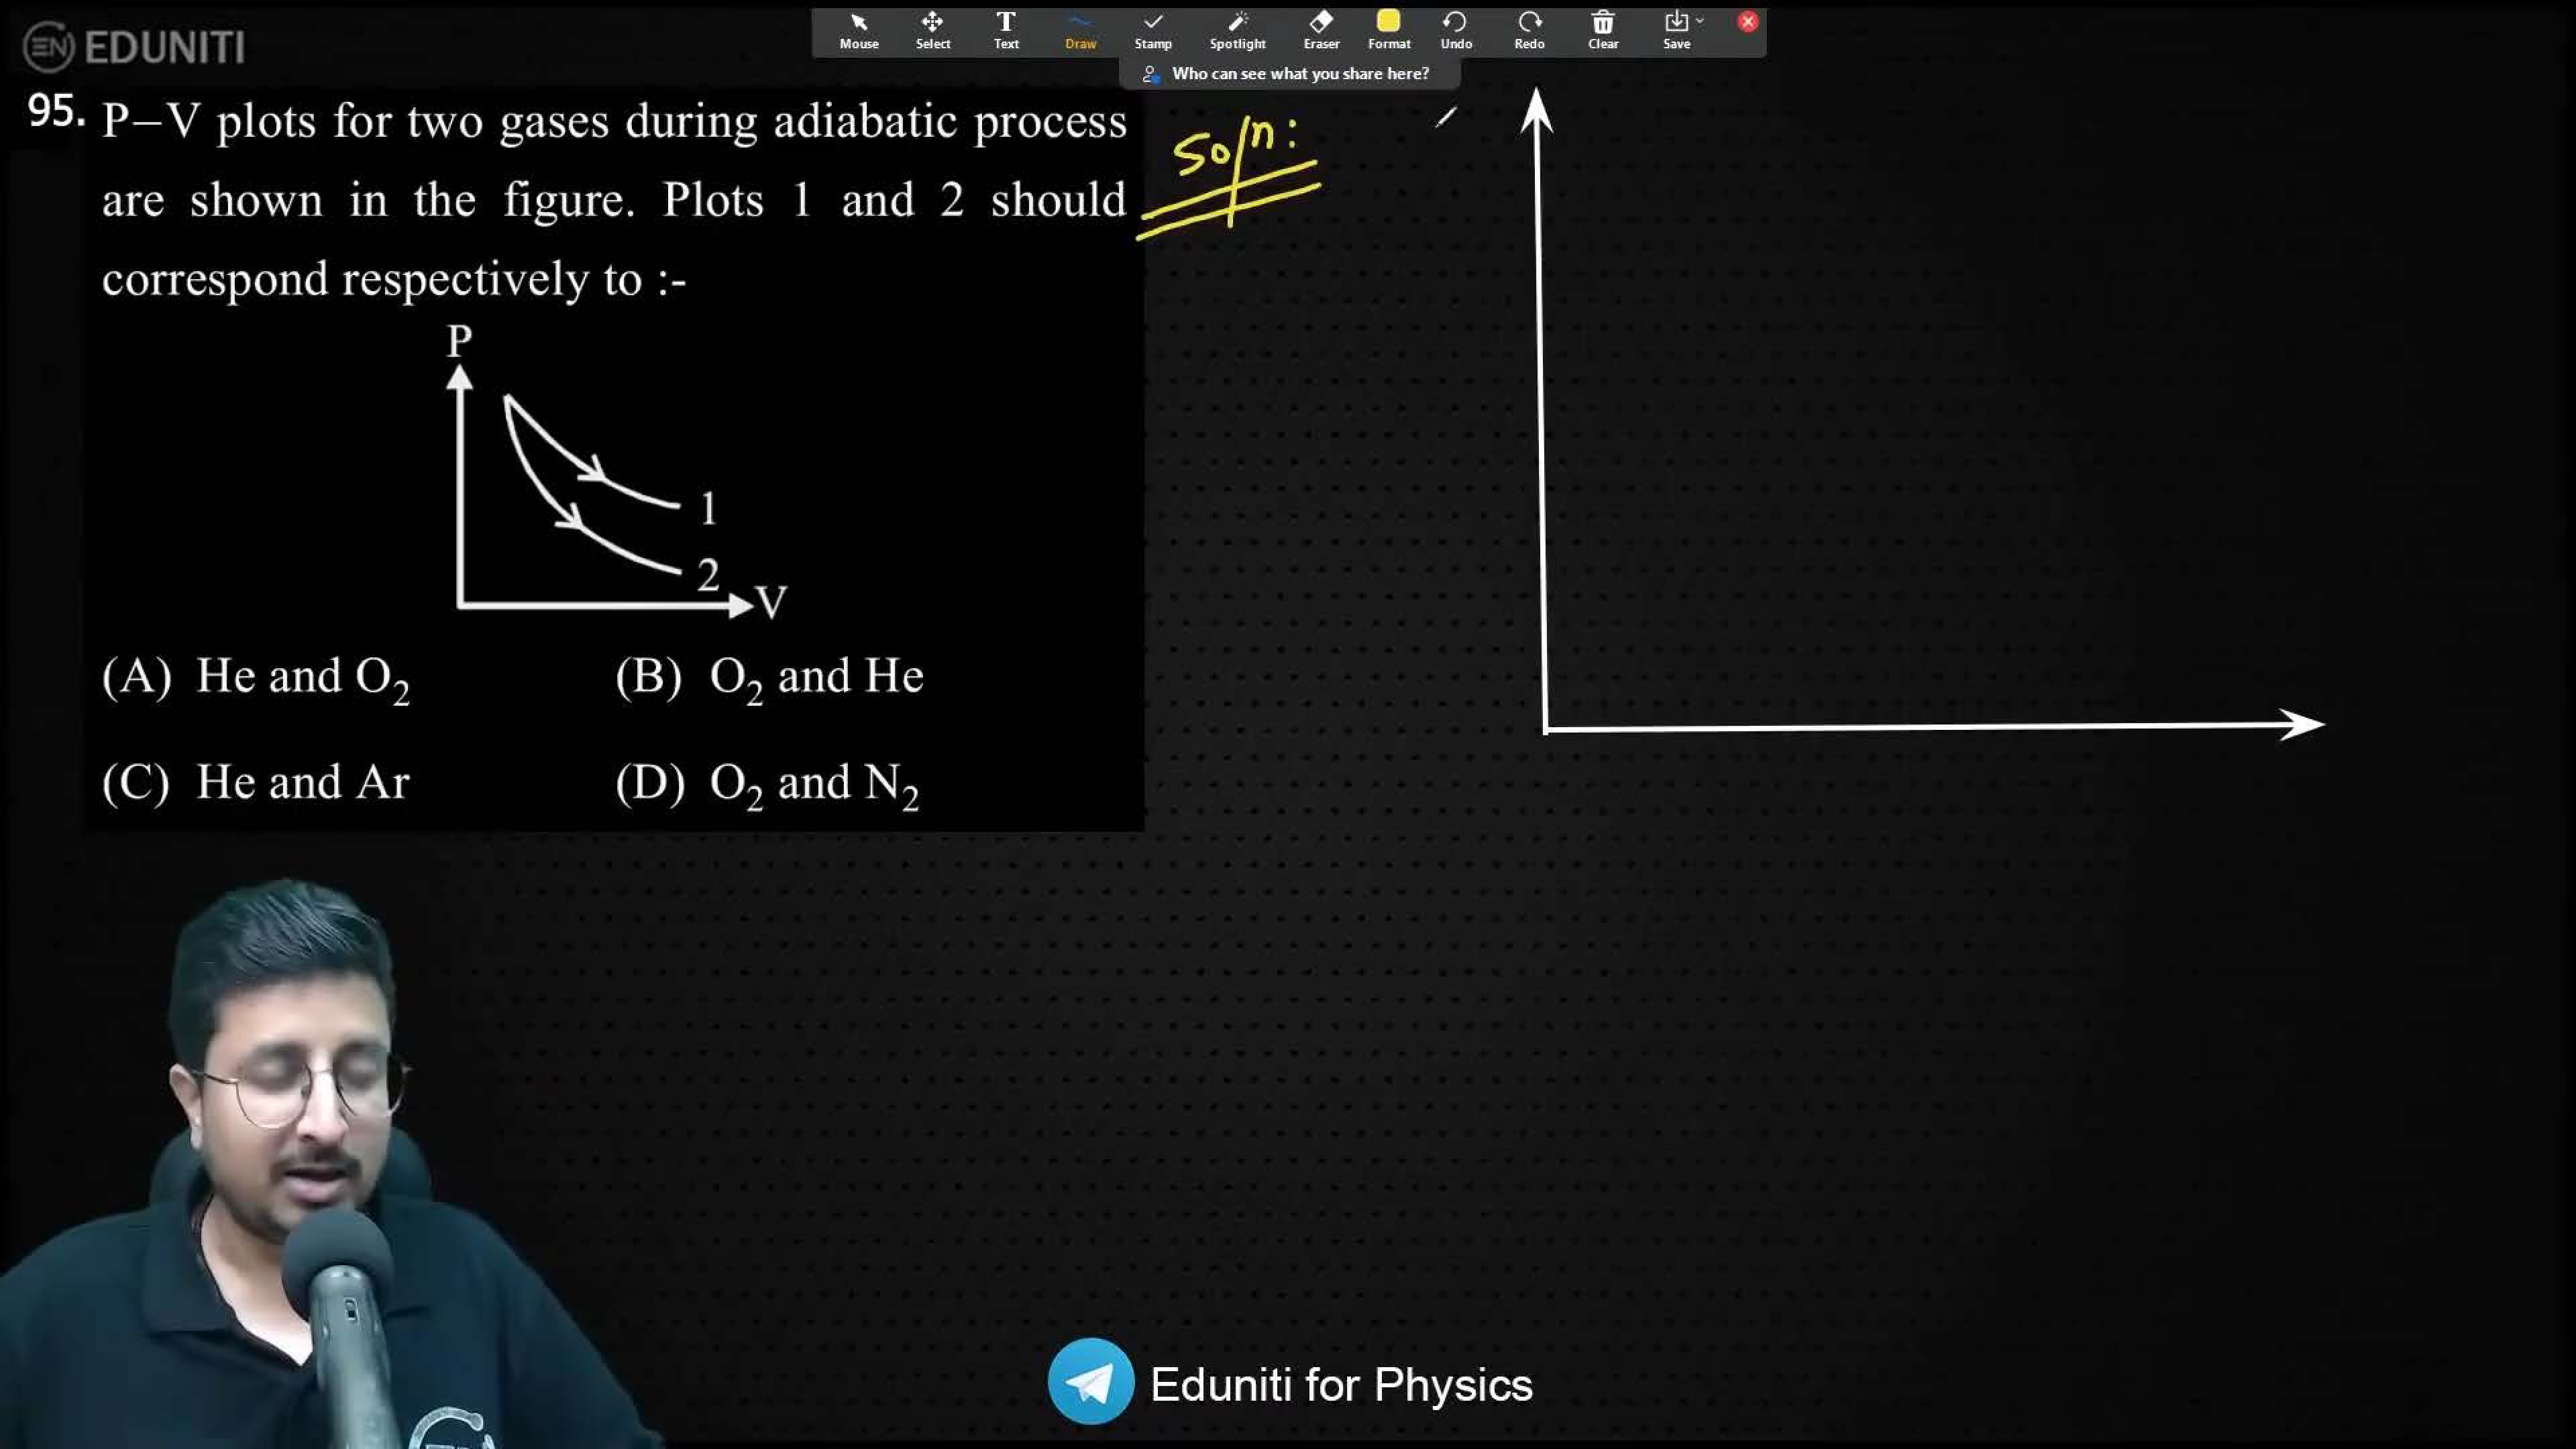 EDUNITI
Mouse Select Text Draw Stamp Spotlight Eraser Format Undo Redo Clear Save
Who can see what you share here?
95. P–V plots for two gases during adiabatic process
are shown in the figure. Plots 1 and 2 should
correspond respectively to :-
Soln:
P
1
2
V
(A) He and O₂ (B) O₂ and He
(C) He and Ar (D) O₂ and N₂
Eduniti for Physics